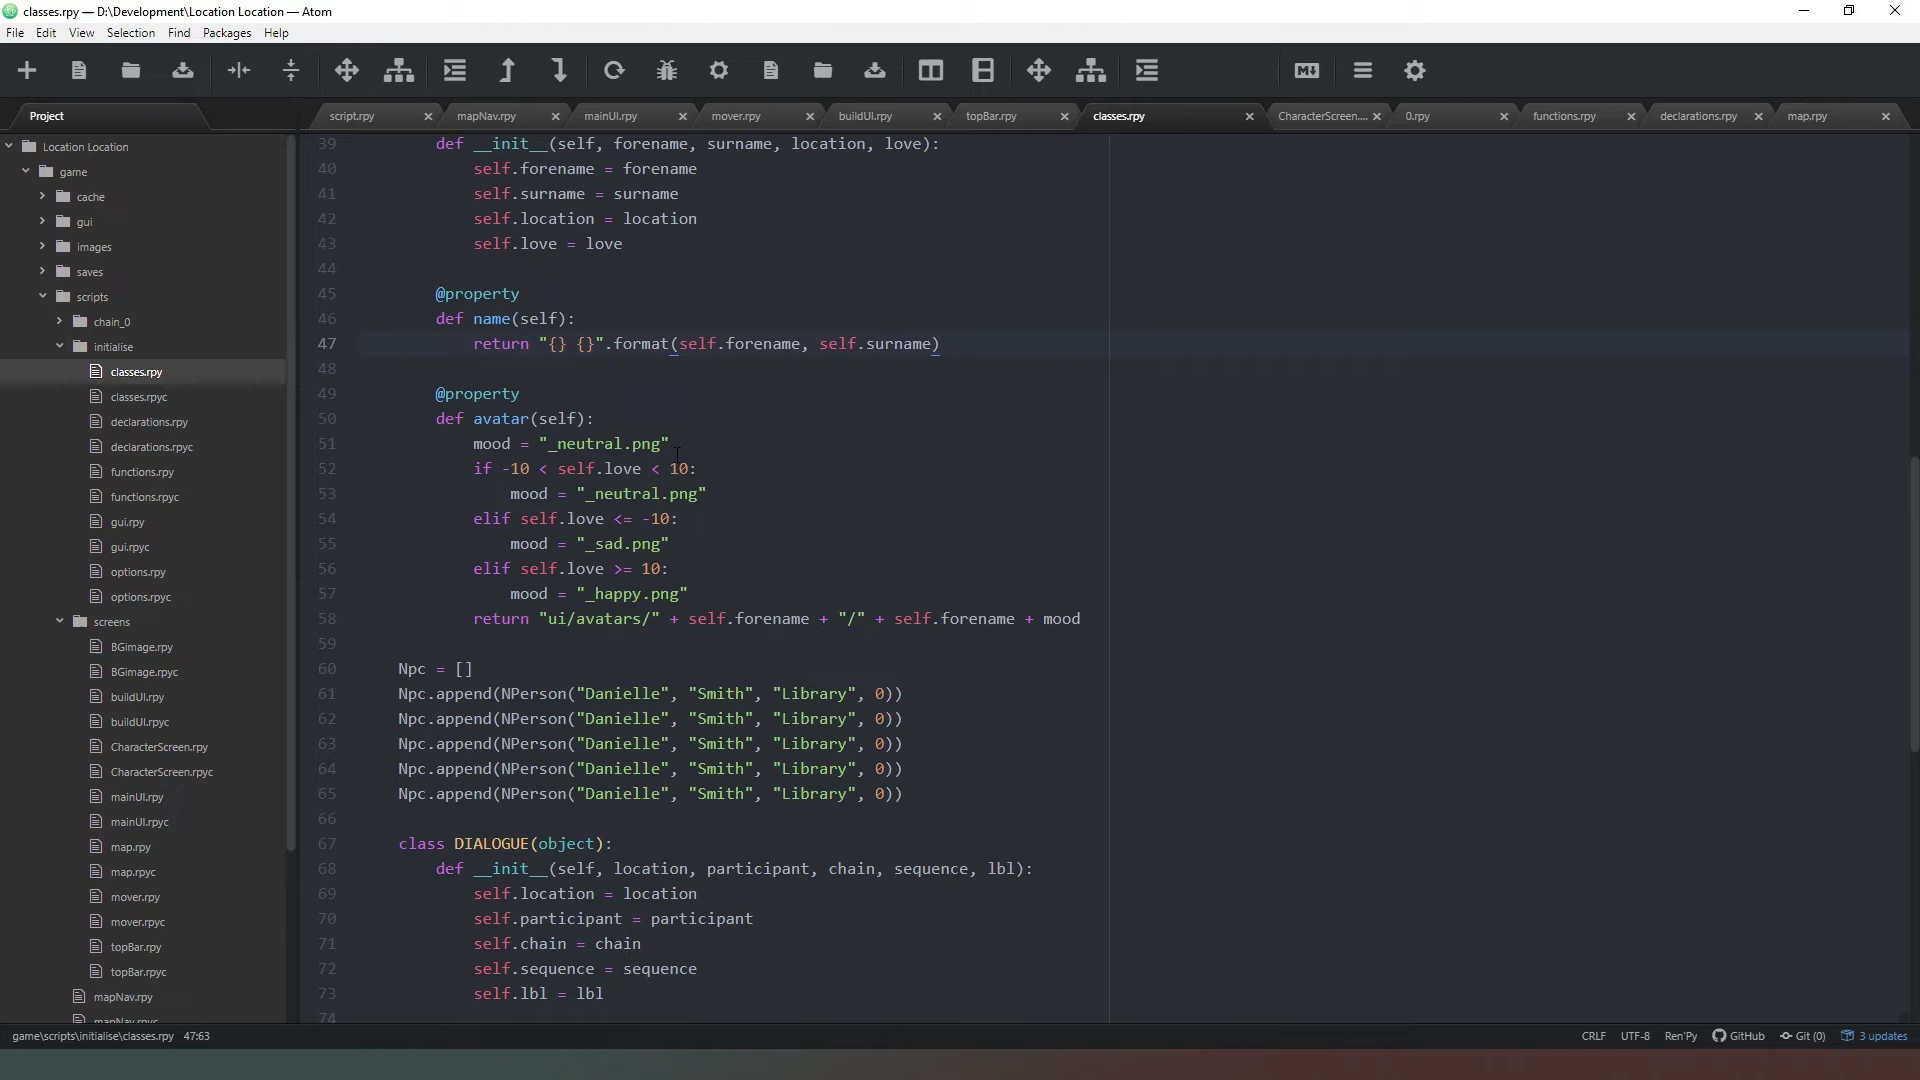 classes.rpy — D:\Development\Location Location — Atom
File Edit View Selection Find Packages Help
Project
script.rpy mapNav.rpy mainUI.rpy mover.rpy buildUI.rpy topBar.rpy classes.rpy CharacterScreen.... 0.rpy functions.rpy declarations.rpy map.rpy
Location Location
game
cache
gui
images
saves
scripts
chain_0
initialise
classes.rpy
classes.rpyc
declarations.rpy
declarations.rpyc
functions.rpy
functions.rpyc
gui.rpy
gui.rpyc
options.rpy
options.rpyc
screens
BGimage.rpy
BGimage.rpyc
buildUI.rpy
buildUI.rpyc
CharacterScreen.rpy
CharacterScreen.rpyc
mainUI.rpy
mainUI.rpyc
map.rpy
map.rpyc
mover.rpy
mover.rpyc
topBar.rpy
topBar.rpyc
mapNav.rpy
mapNav.rpyc
39 def __init__(self, forename, surname, location, love):
40 self.forename = forename
41 self.surname = surname
42 self.location = location
43 self.love = love
44
45 @property
46 def name(self):
47 return "{} {}".format(self.forename, self.surname)
48
49 @property
50 def avatar(self):
51 mood = "_neutral.png"
52 if -10 < self.love < 10:
53 mood = "_neutral.png"
54 elif self.love <= -10:
55 mood = "_sad.png"
56 elif self.love >= 10:
57 mood = "_happy.png"
58 return "ui/avatars/" + self.forename + "/" + self.forename + mood
59
60 Npc = []
61 Npc.append(NPerson("Danielle", "Smith", "Library", 0))
62 Npc.append(NPerson("Danielle", "Smith", "Library", 0))
63 Npc.append(NPerson("Danielle", "Smith", "Library", 0))
64 Npc.append(NPerson("Danielle", "Smith", "Library", 0))
65 Npc.append(NPerson("Danielle", "Smith", "Library", 0))
66
67 class DIALOGUE(object):
68 def __init__(self, location, participant, chain, sequence, lbl):
69 self.location = location
70 self.participant = participant
71 self.chain = chain
72 self.sequence = sequence
73 self.lbl = lbl
74
game\scripts\initialise\classes.rpy 47:63 CRLF UTF-8 Ren'Py GitHub Git (0) 3 updates